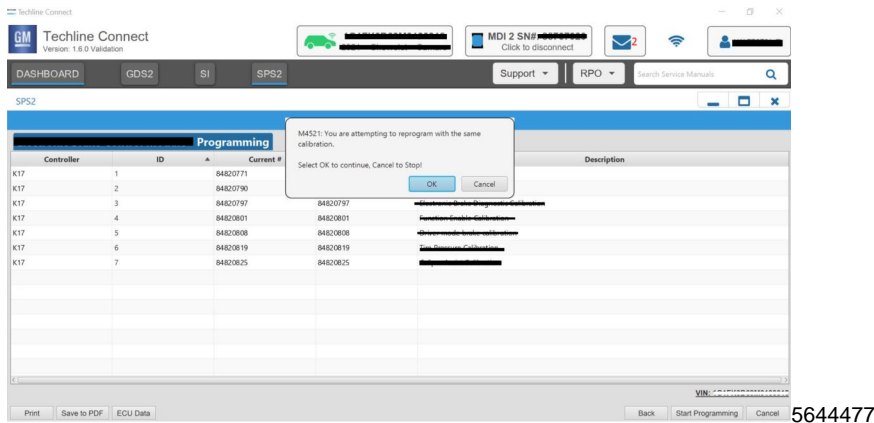 Techline Connect
GM
Techline Connect
Version: 1.6.0 Validation
MDI 2 SN#:
Click to disconnect
2
DASHBOARD GDS2 SI SPS2 Support RPO Search Service Manuals
SPS2
Programming
M4521: You are attempting to reprogram with the same
calibration.
Select OK to continue, Cancel to Stop!
OK Cancel
Controller ID Current # Description
K17 1 84820771
K17 2 84820790
K17 3 84820797 84820797 Electronic Brake Diagnostic Calibration
K17 4 84820801 84820801 Function Enable Calibration
K17 5 84820808 84820808 Driver mode brake calibration
K17 6 84820819 84820819 Tire Pressure Calibration
K17 7 84820825 84820825
VIN:
Print Save to PDF ECU Data Back Start Programming Cancel
5644477